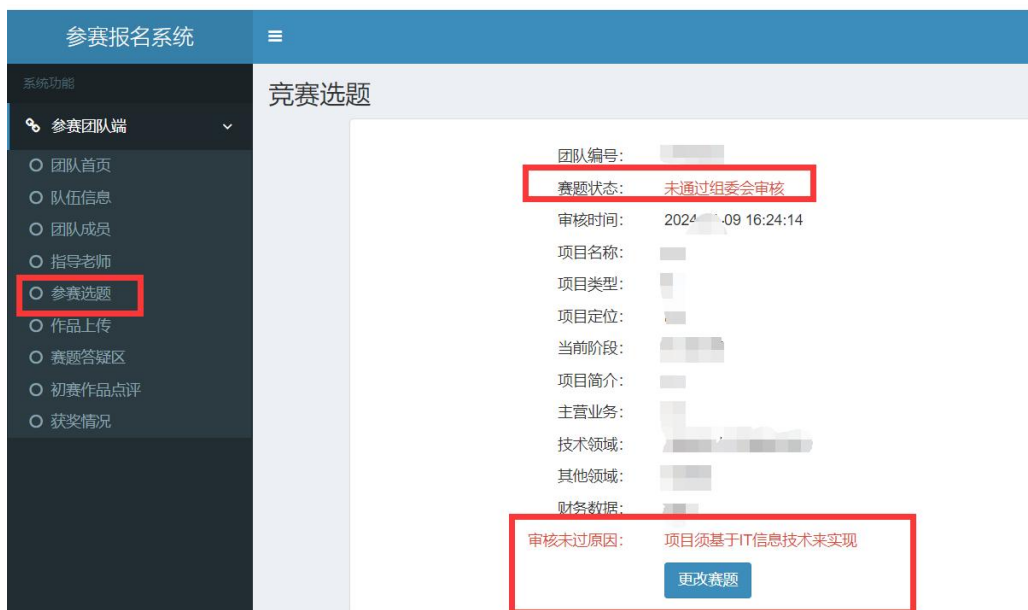 参赛报名系统
系统功能
参赛团队端
团队首页
队伍信息
团队成员
指导老师
参赛选题
作品上传
赛题答疑区
初赛作品点评
获奖情况
竞赛选题
团队编号：
赛题状态： 未通过组委会审核
审核时间： 2024 -09 16:24:14
项目名称：
项目类型：
项目定位：
当前阶段：
项目简介：
主营业务：
技术领域：
其他领域：
财务数据：
审核未过原因： 项目须基于IT信息技术来实现
更改赛题